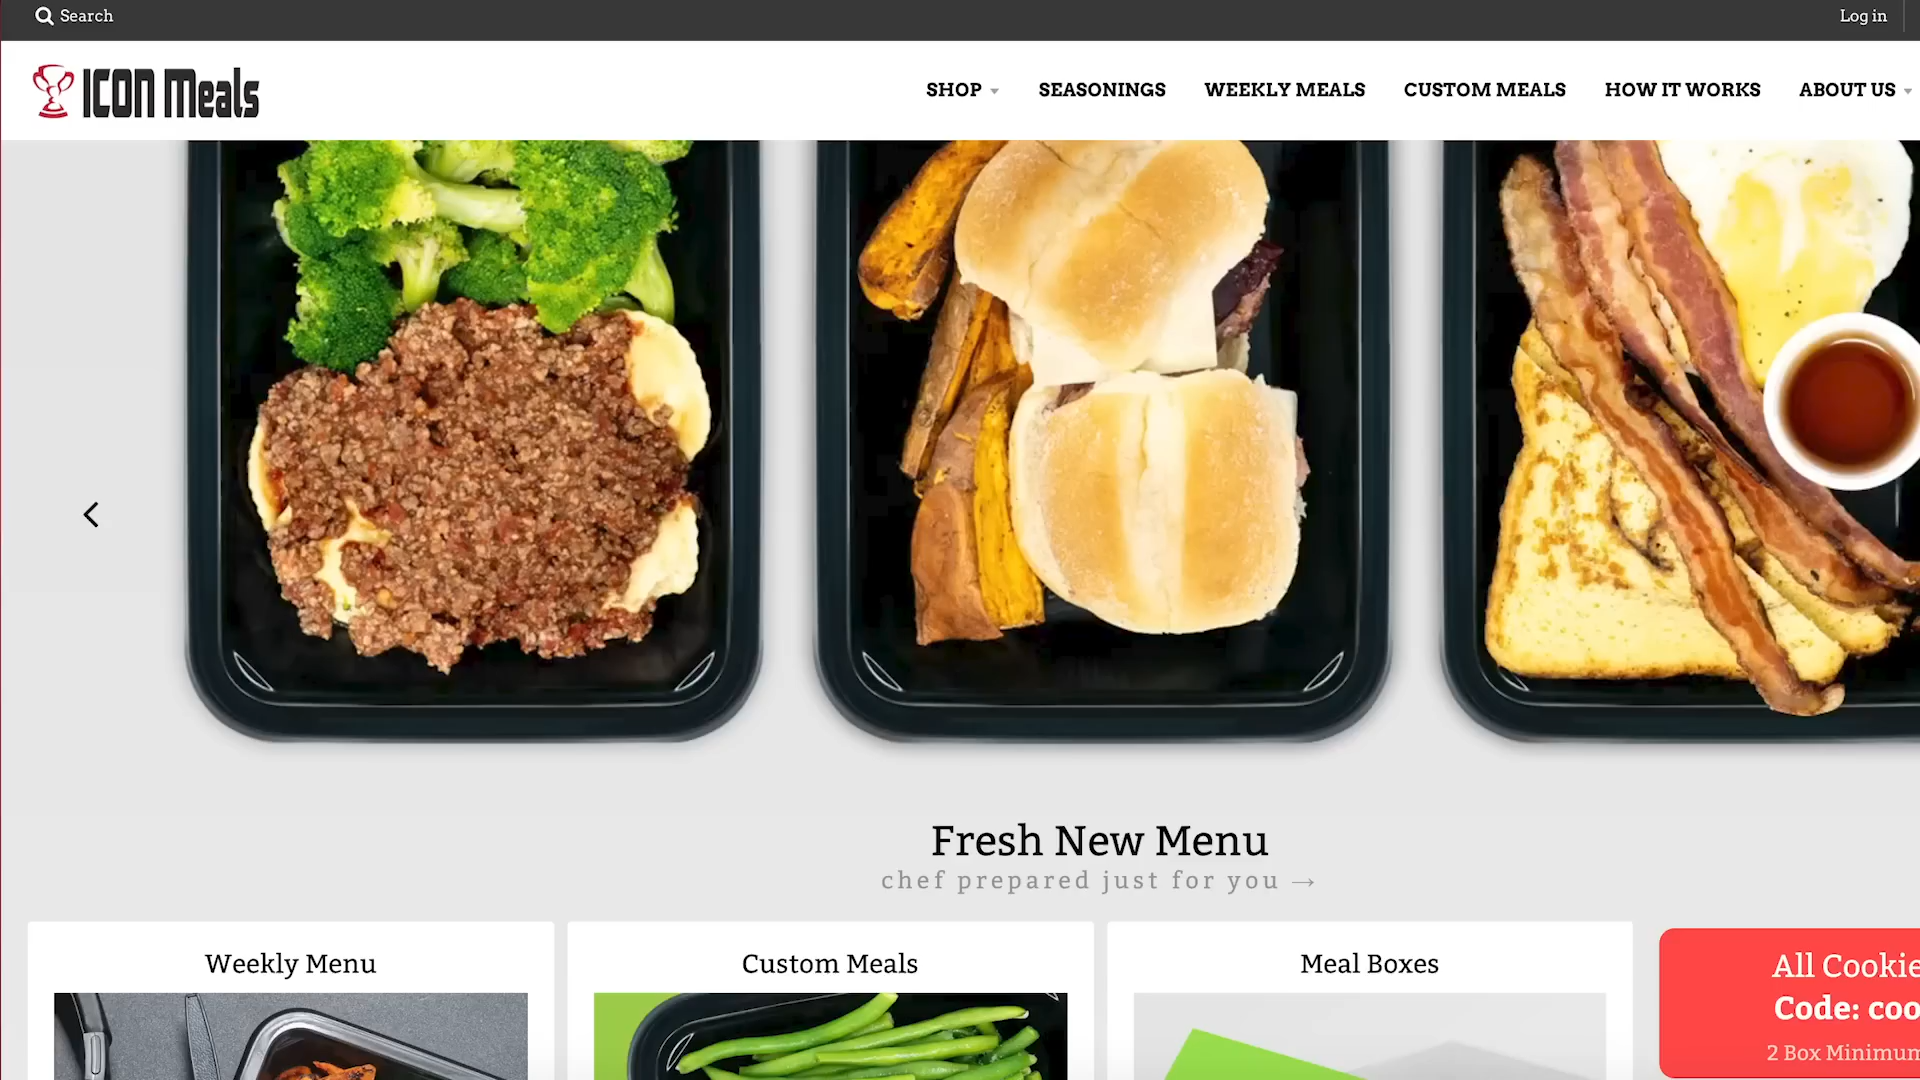 Search
Log in
ICON Meals
SHOP
SEASONINGS
WEEKLY MEALS
CUSTOM MEALS
HOW IT WORKS
ABOUT US
Fresh New Menu
chef prepared just for you →
Weekly Menu
Custom Meals
Meal Boxes
All Cookie
Code: coo
2 Box Minimum